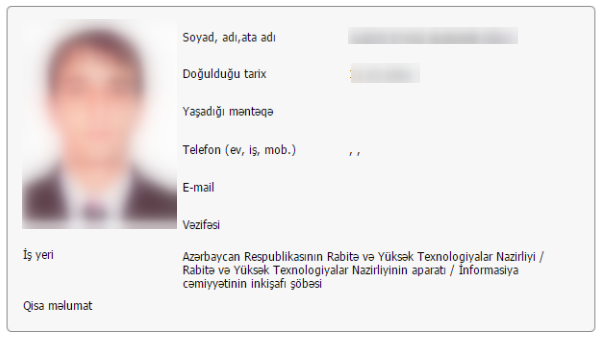 Soyad, adı,ata adı
Doğulduğu tarix
Yaşadığı məntəqə
Telefon (ev, iş, mob.) , ,
E-mail
Vəzifəsi
İş yeri
Azərbaycan Respublikasının Rabitə və Yüksək Texnologiyalar Nazirliyi /
Rabitə və Yüksək Texnologiyalar Nazirliyinin aparatı / İnformasiya
cəmiyyətinin inkişafı şöbəsi
Qisa məlumat